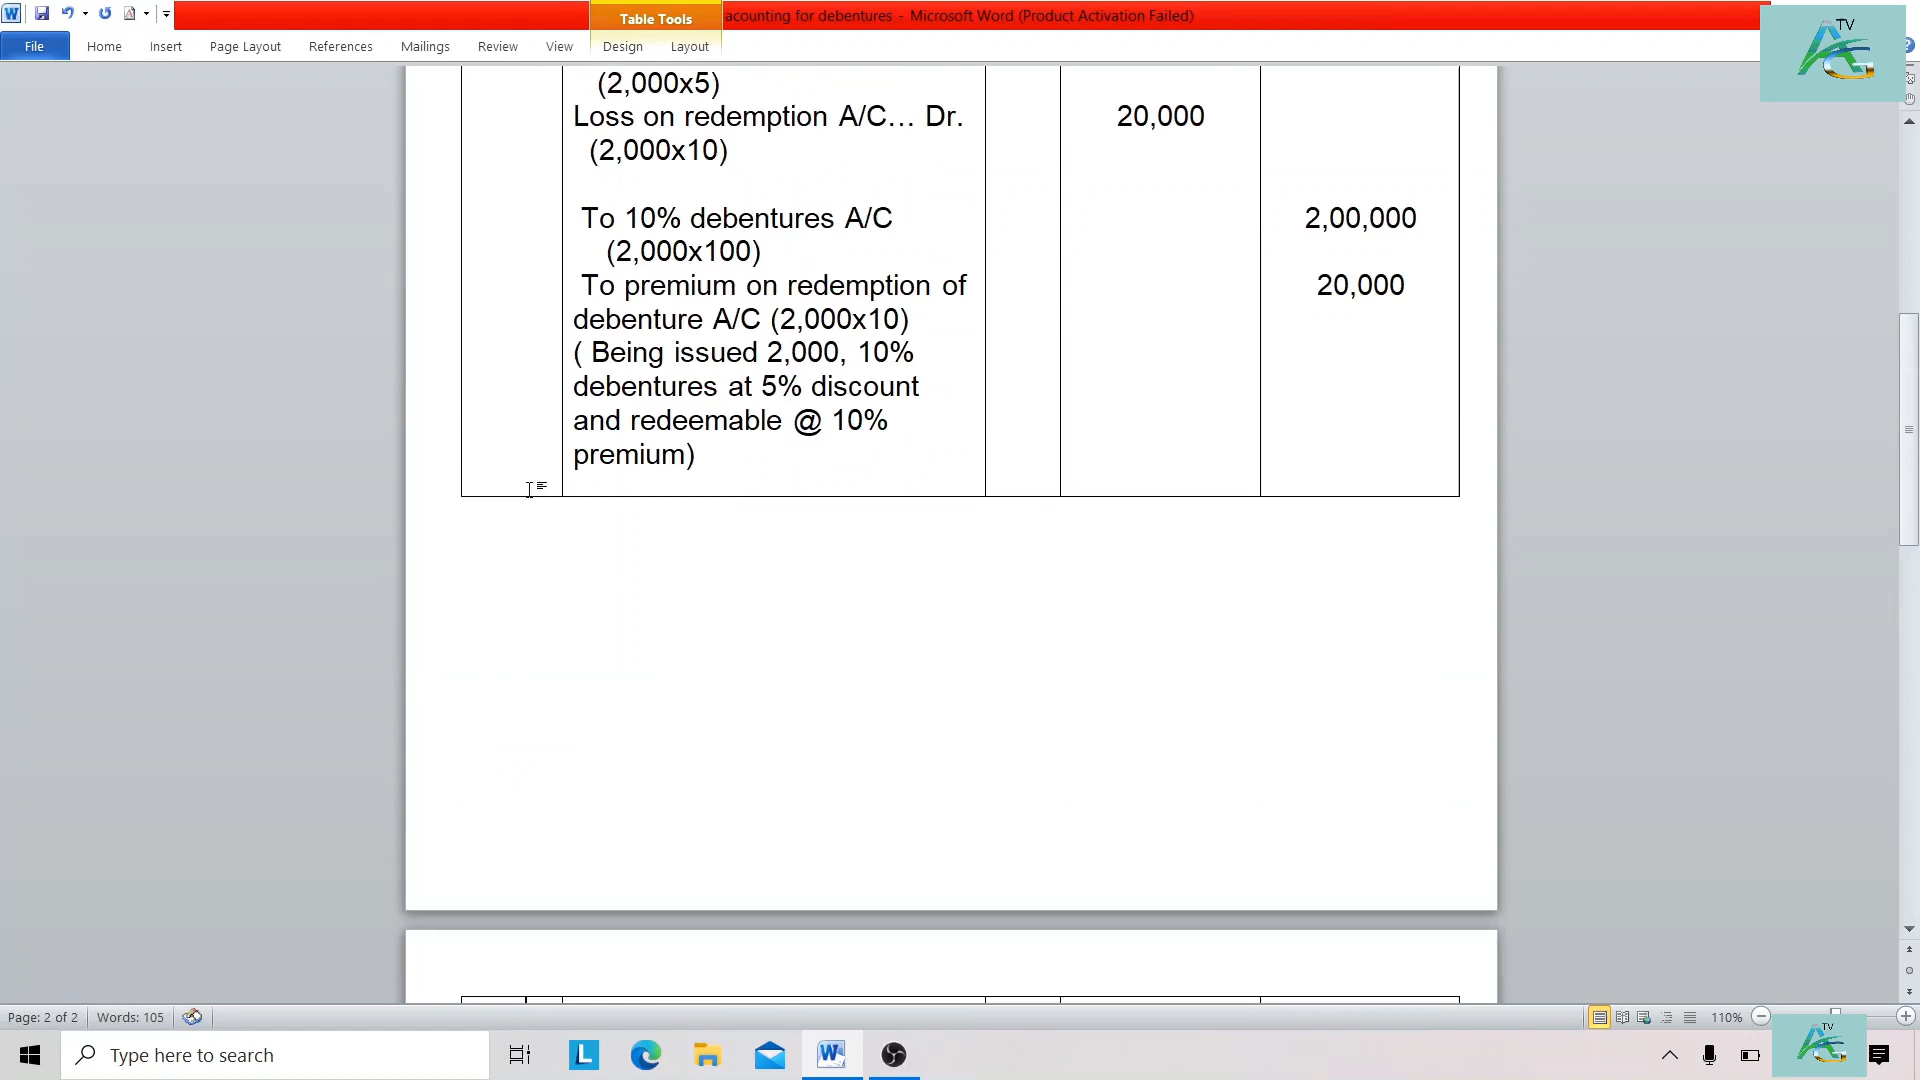 Table Tools
acounting for debentures - Microsoft Word (Product Activation Failed)
File Home Insert Page Layout References Mailings Review View Design Layout
TV
(2,000x5)
Loss on redemption A/C... Dr. 20,000
(2,000x10)
To 10% debentures A/C 2,00,000
(2,000x100)
To premium on redemption of 20,000
debenture A/C (2,000x10)
( Being issued 2,000, 10%
debentures at 5% discount
and redeemable @ 10%
premium)
Page: 2 of 2 Words: 105 110%
Type here to search
TV